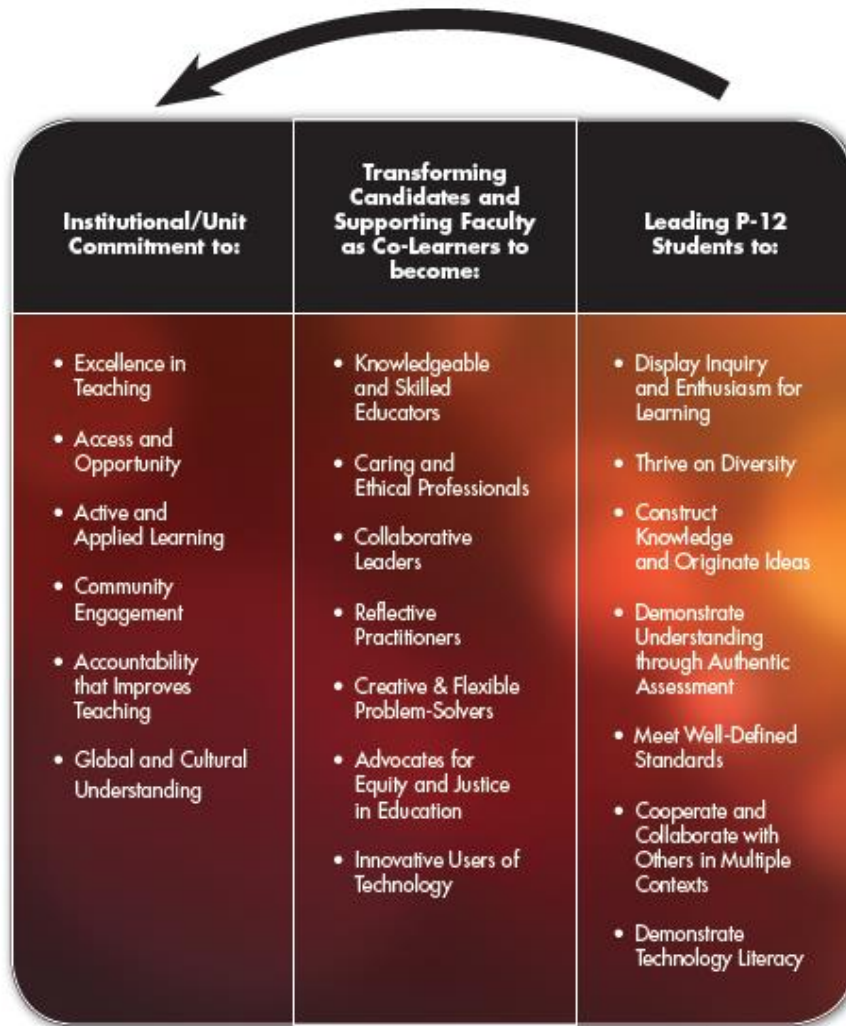 Institutional/Unit
Commitment to:
Transforming
Candidates and
Supporting Faculty
as Co-Learners to
become:
Leading P-12
Students to:
• Excellence in
Teaching
• Access and
Opportunity
• Active and
Applied Learning
• Community
Engagement
• Accountability
that Improves
Teaching
• Global and Cultural
Understanding
• Knowledgeable
and Skilled
Educators
• Caring and
Ethical Professionals
• Collaborative
Leaders
• Reflective
Practitioners
• Creative & Flexible
Problem-Solvers
• Advocates for
Equity and Justice
in Education
• Innovative Users of
Technology
• Display Inquiry
and Enthusiasm for
Learning
• Thrive on Diversity
• Construct
Knowledge
and Originate Ideas
• Demonstrate
Understanding
through Authentic
Assessment
• Meet Well-Defined
Standards
• Cooperate and
Collaborate with
Others in Multiple
Contexts
• Demonstrate
Technology Literacy